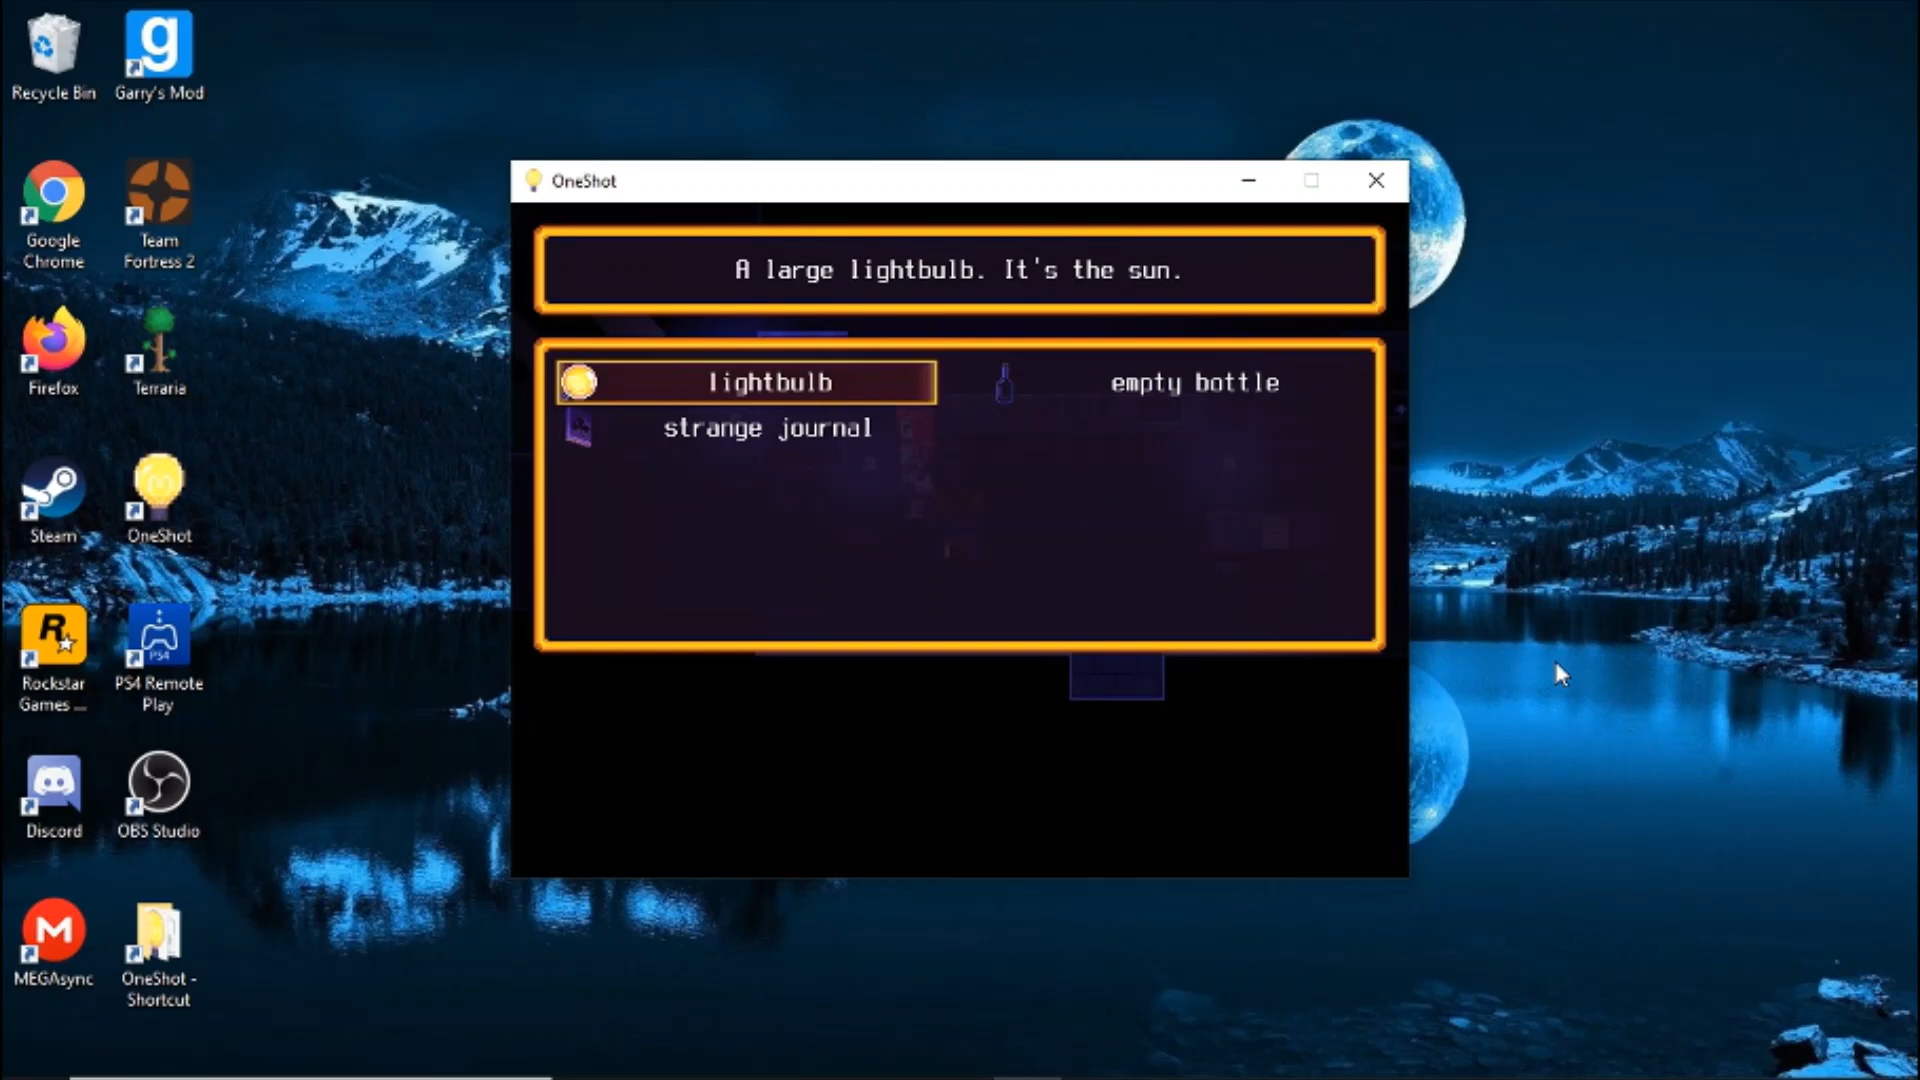 Recycle Bin
Garry's Mod
Google
Chrome
Team
Fortress 2
Firefox
Terraria
Steam
OneShot
Rockstar
Games ...
PS4
PS4 Remote
Play
Discord
OBS Studio
MEGAsync
OneShot -
Shortcut
OneShot
A large lightbulb. It's the sun.
lightbulb
empty bottle
strange journal